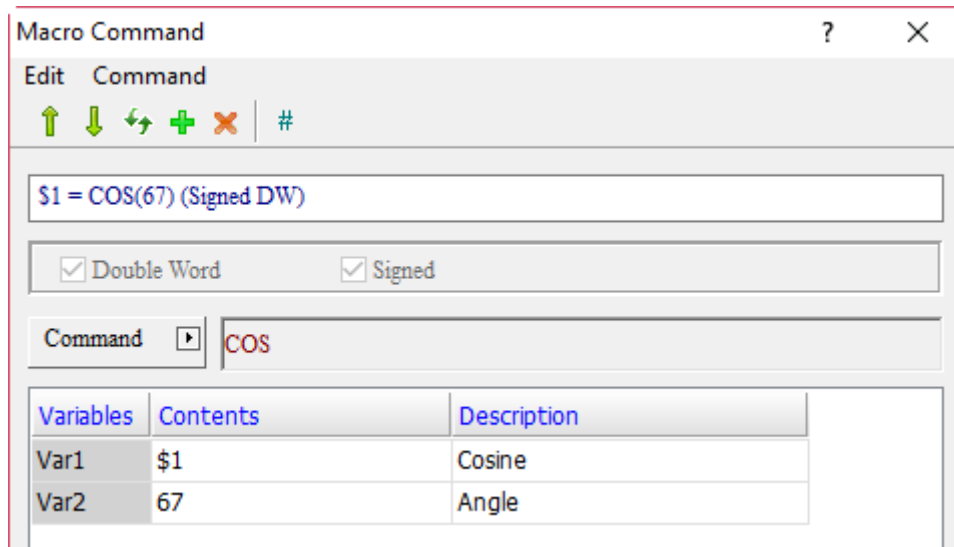 Macro Command ?
Edit Command
#
$1 = COS(67) (Signed DW)
Double Word Signed
Command COS
Variables Contents Description
Var1 $1 Cosine
Var2 67 Angle